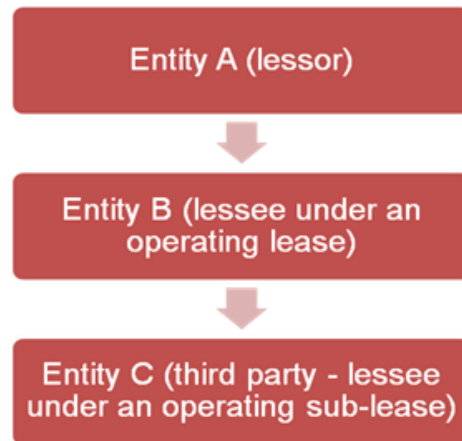 Entity A (lessor)
Entity B (lessee under an
operating lease)
Entity C (third party - lessee
under an operating sub-lease)